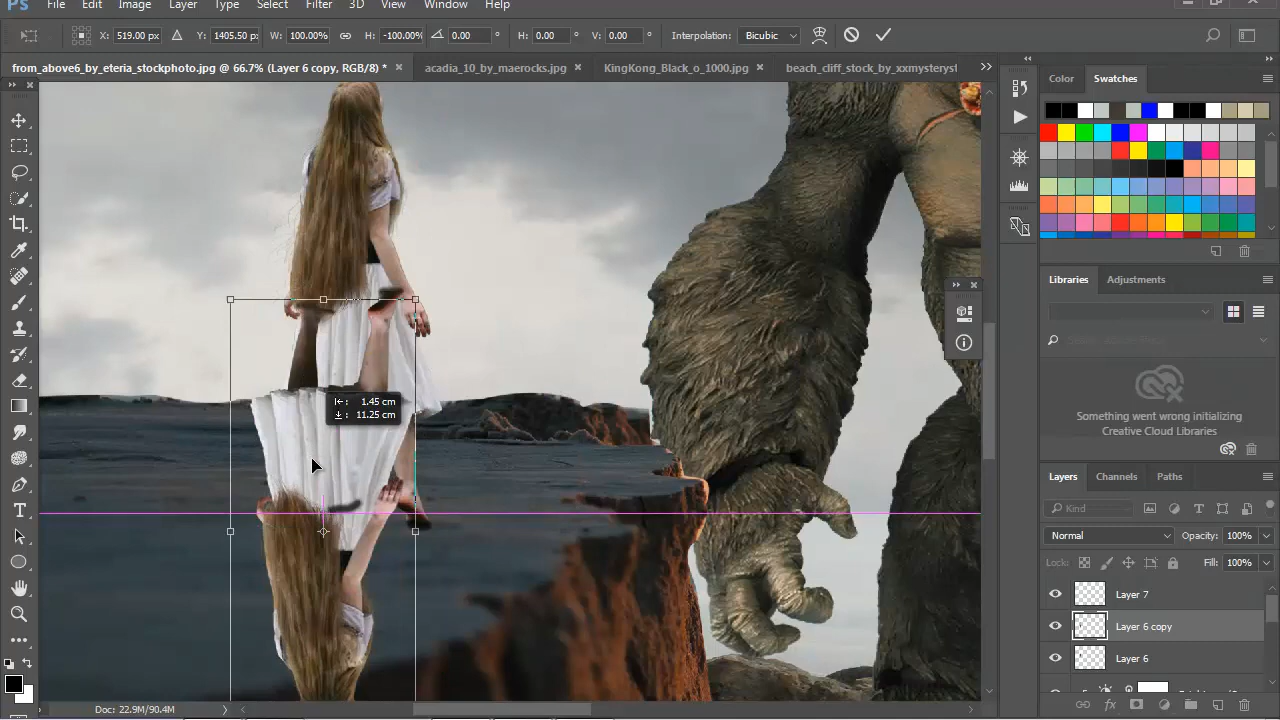 Ps File Edit Image Layer Type Select Filter 3D View Window Help
X: 519.00 px Y: 1405.50 px W: 100.00% H: -100.00% 0.00 ° H: 0.00 ° V: 0.00 ° Interpolation: Bicubic
from_above6_by_eteria_stockphoto.jpg @ 66.7% (Layer 6 copy, RGB/8) * × acadia_10_by_maerocks.jpg × KingKong_Black_o_1000.jpg × beach_cliff_stock_by_xxmysteryst
Color Swatches
Libraries Adjustments
Something went wrong initializing
Creative Cloud Libraries
1.45 cm
11.25 cm
Layers Channels Paths
Kind
Normal Opacity: 100%
Lock: Fill: 100%
Layer 7
Layer 6 copy
Layer 6
Doc: 22.9M/90.4M